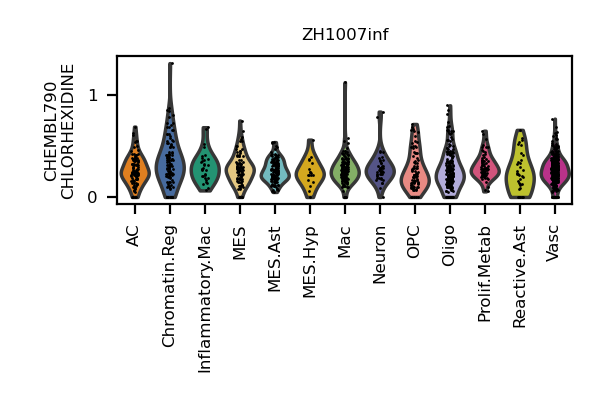 ZH1007inf
CHEMBL790
CHLORHEXIDINE
1
0
AC
Chromatin.Reg
Inflammatory.Mac
MES
MES.Ast
MES.Hyp
Mac
Neuron
OPC
Oligo
Prolif.Metab
Reactive.Ast
Vasc